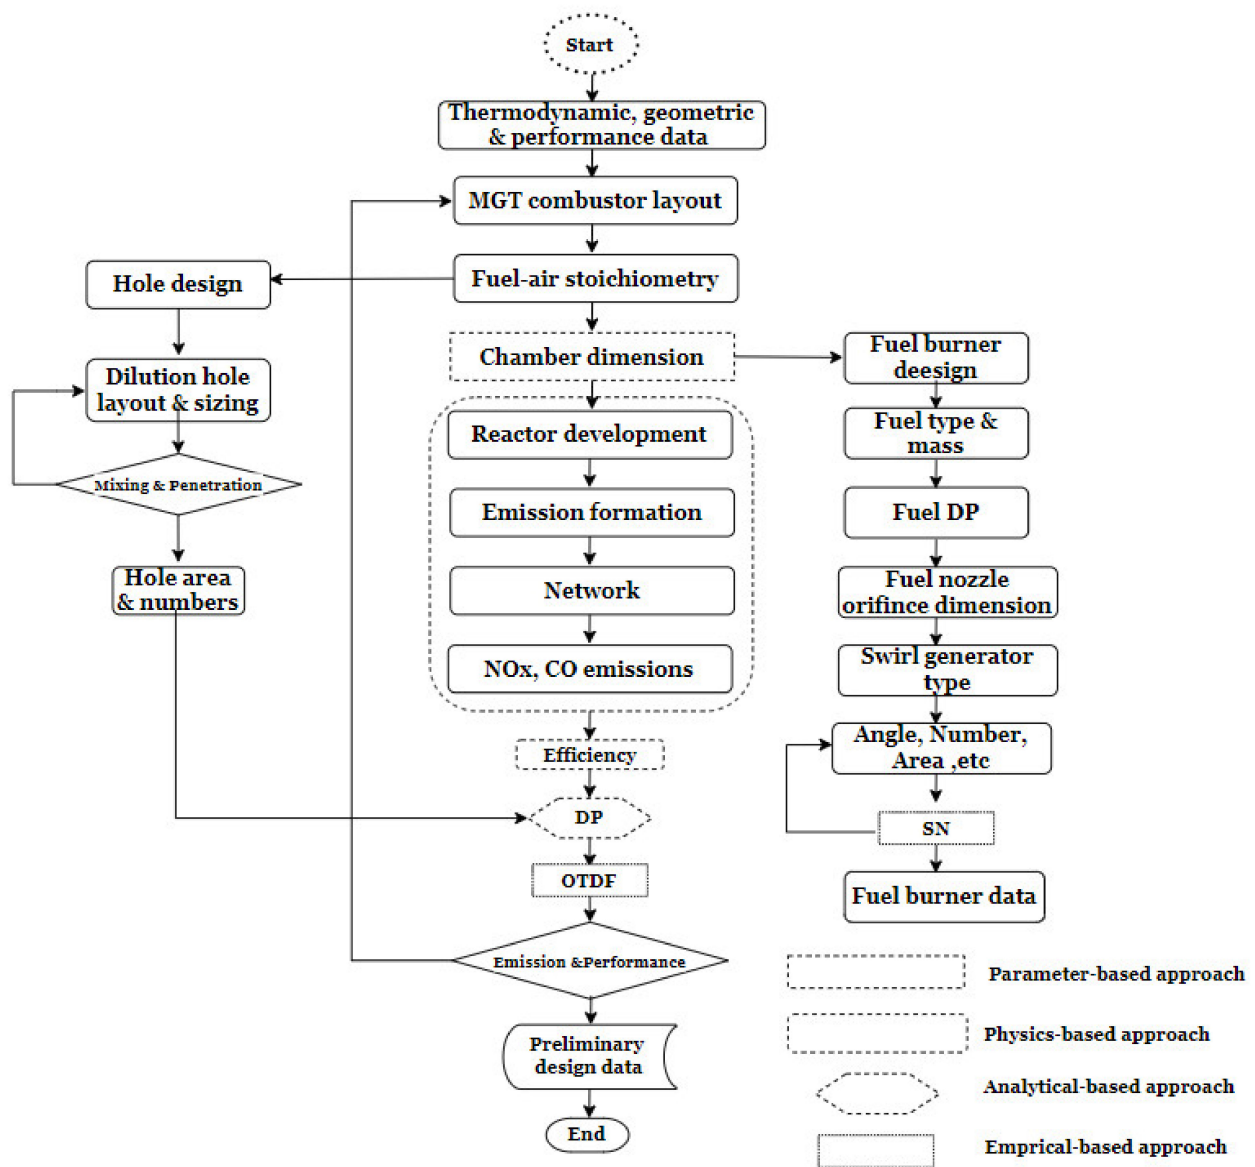 Start
Thermodynamic, geometric
& performance data
MGT combustor layout
Fuel-air stoichiometry
Hole design
Dilution hole
layout & sizing
Mixing & Penetration
Hole area
& numbers
Chamber dimension
Reactor development
Emission formation
Network
NOx, CO emissions
Efficiency
DP
OTDF
Emission &Performance
Preliminary
design data
End
Fuel burner
deesign
Fuel type &
mass
Fuel DP
Fuel nozzle
orifince dimension
Swirl generator
type
Angle, Number,
Area ,etc
SN
Fuel burner data
Parameter-based approach
Physics-based approach
Analytical-based approach
Emprical-based approach